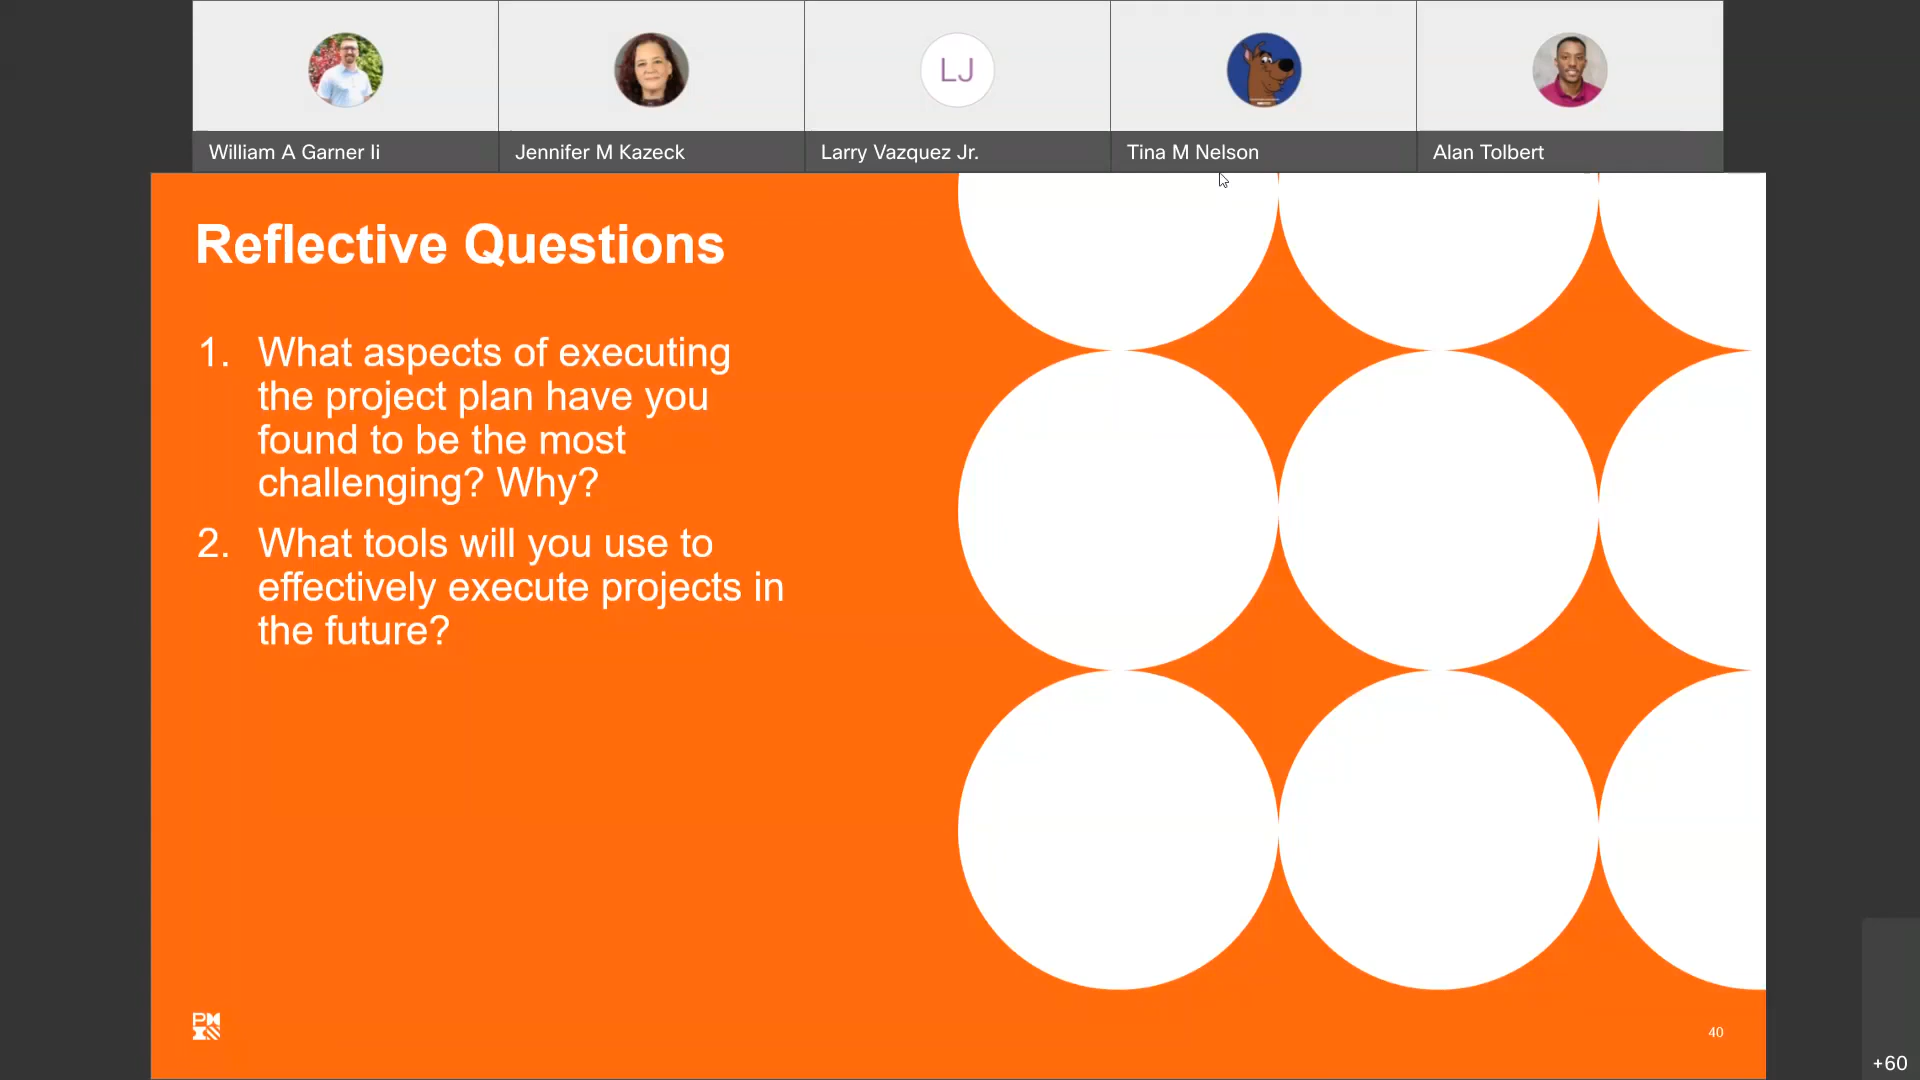 LJ
William A Garner Ii
Jennifer M Kazeck
Larry Vazquez Jr.
Tina M Nelson
Alan Tolbert
Reflective Questions
1. What aspects of executing
the project plan have you
found to be the most
challenging? Why?
2. What tools will you use to
effectively execute projects in
the future?
PM
40
+60